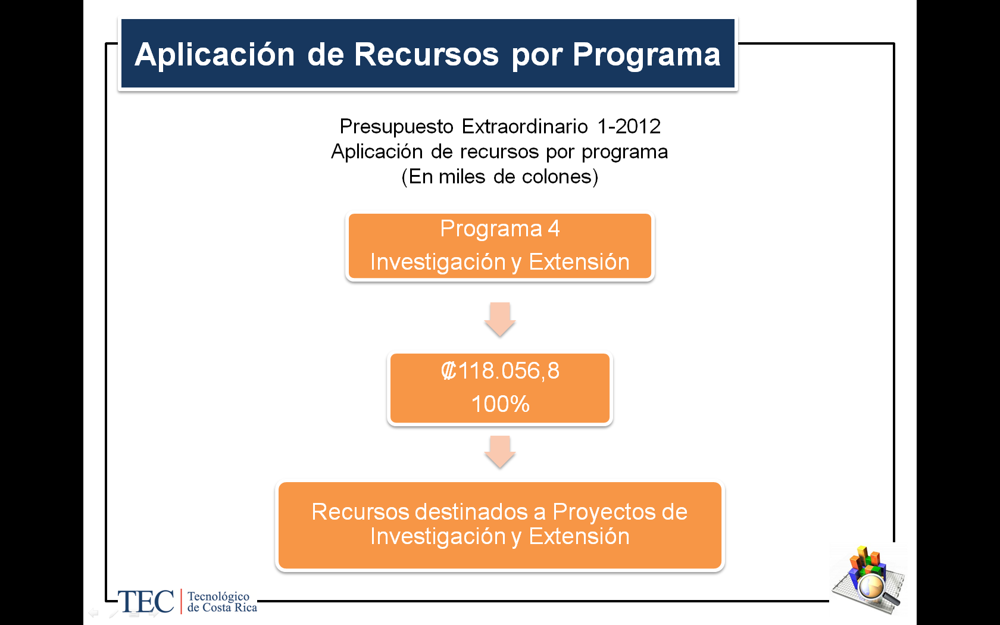 Aplicación de Recursos por Programa
Presupuesto Extraordinario 1-2012
Aplicación de recursos por programa
(En miles de colones)
Programa 4
Investigación y Extensión
₡118.056,8
100%
Recursos destinados a Proyectos de
Investigación y Extensión
TEC
Tecnológico
de Costa Rica